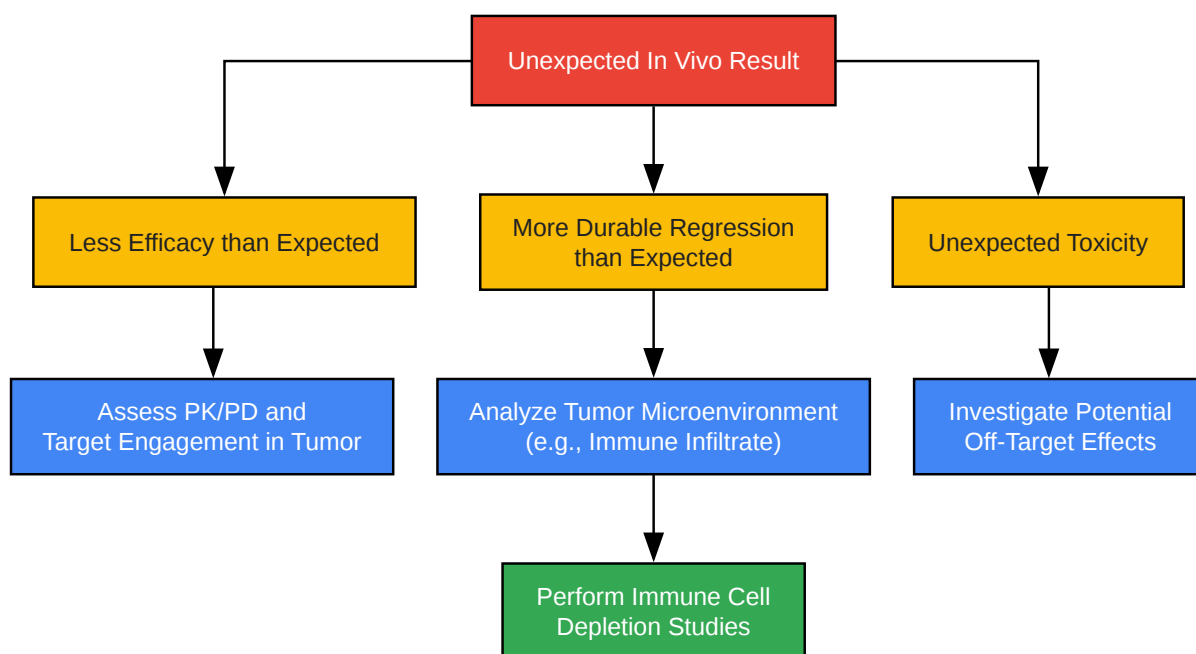 Unexpected In Vivo Result
Less Efficacy than Expected
More Durable Regression
than Expected
Unexpected Toxicity
Assess PK/PD and
Target Engagement in Tumor
Analyze Tumor Microenvironment
(e.g., Immune Infiltrate)
Investigate Potential
Off-Target Effects
Perform Immune Cell
Depletion Studies